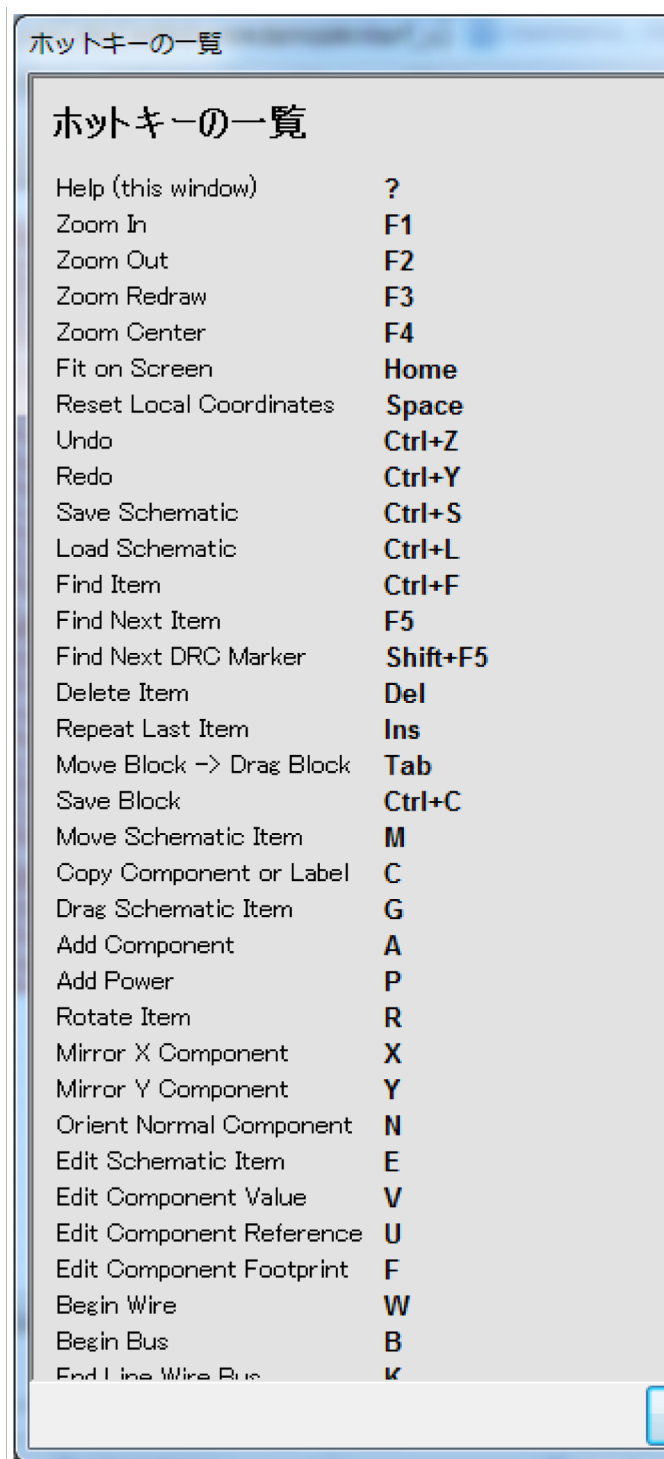 ホットキーの一覧
ホットキーの一覧
Help (this window) ?
Zoom In F1
Zoom Out F2
Zoom Redraw F3
Zoom Center F4
Fit on Screen Home
Reset Local Coordinates Space
Undo Ctrl+Z
Redo Ctrl+Y
Save Schematic Ctrl+S
Load Schematic Ctrl+L
Find Item Ctrl+F
Find Next Item F5
Find Next DRC Marker Shift+F5
Delete Item Del
Repeat Last Item Ins
Move Block -> Drag Block Tab
Save Block Ctrl+C
Move Schematic Item M
Copy Component or Label C
Drag Schematic Item G
Add Component A
Add Power P
Rotate Item R
Mirror X Component X
Mirror Y Component Y
Orient Normal Component N
Edit Schematic Item E
Edit Component Value V
Edit Component Reference U
Edit Component Footprint F
Begin Wire W
Begin Bus B
End Line Wire Bus K